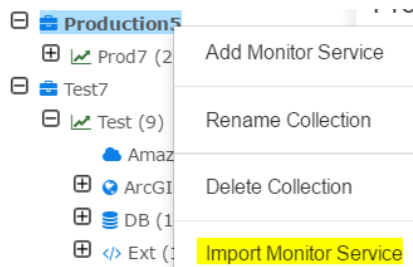 Production5
Prod7 (2
Test7
Test (9)
Amaz
ArcGI
DB (1
Ext (
Add Monitor Service
Rename Collection
Delete Collection
Import Monitor Service